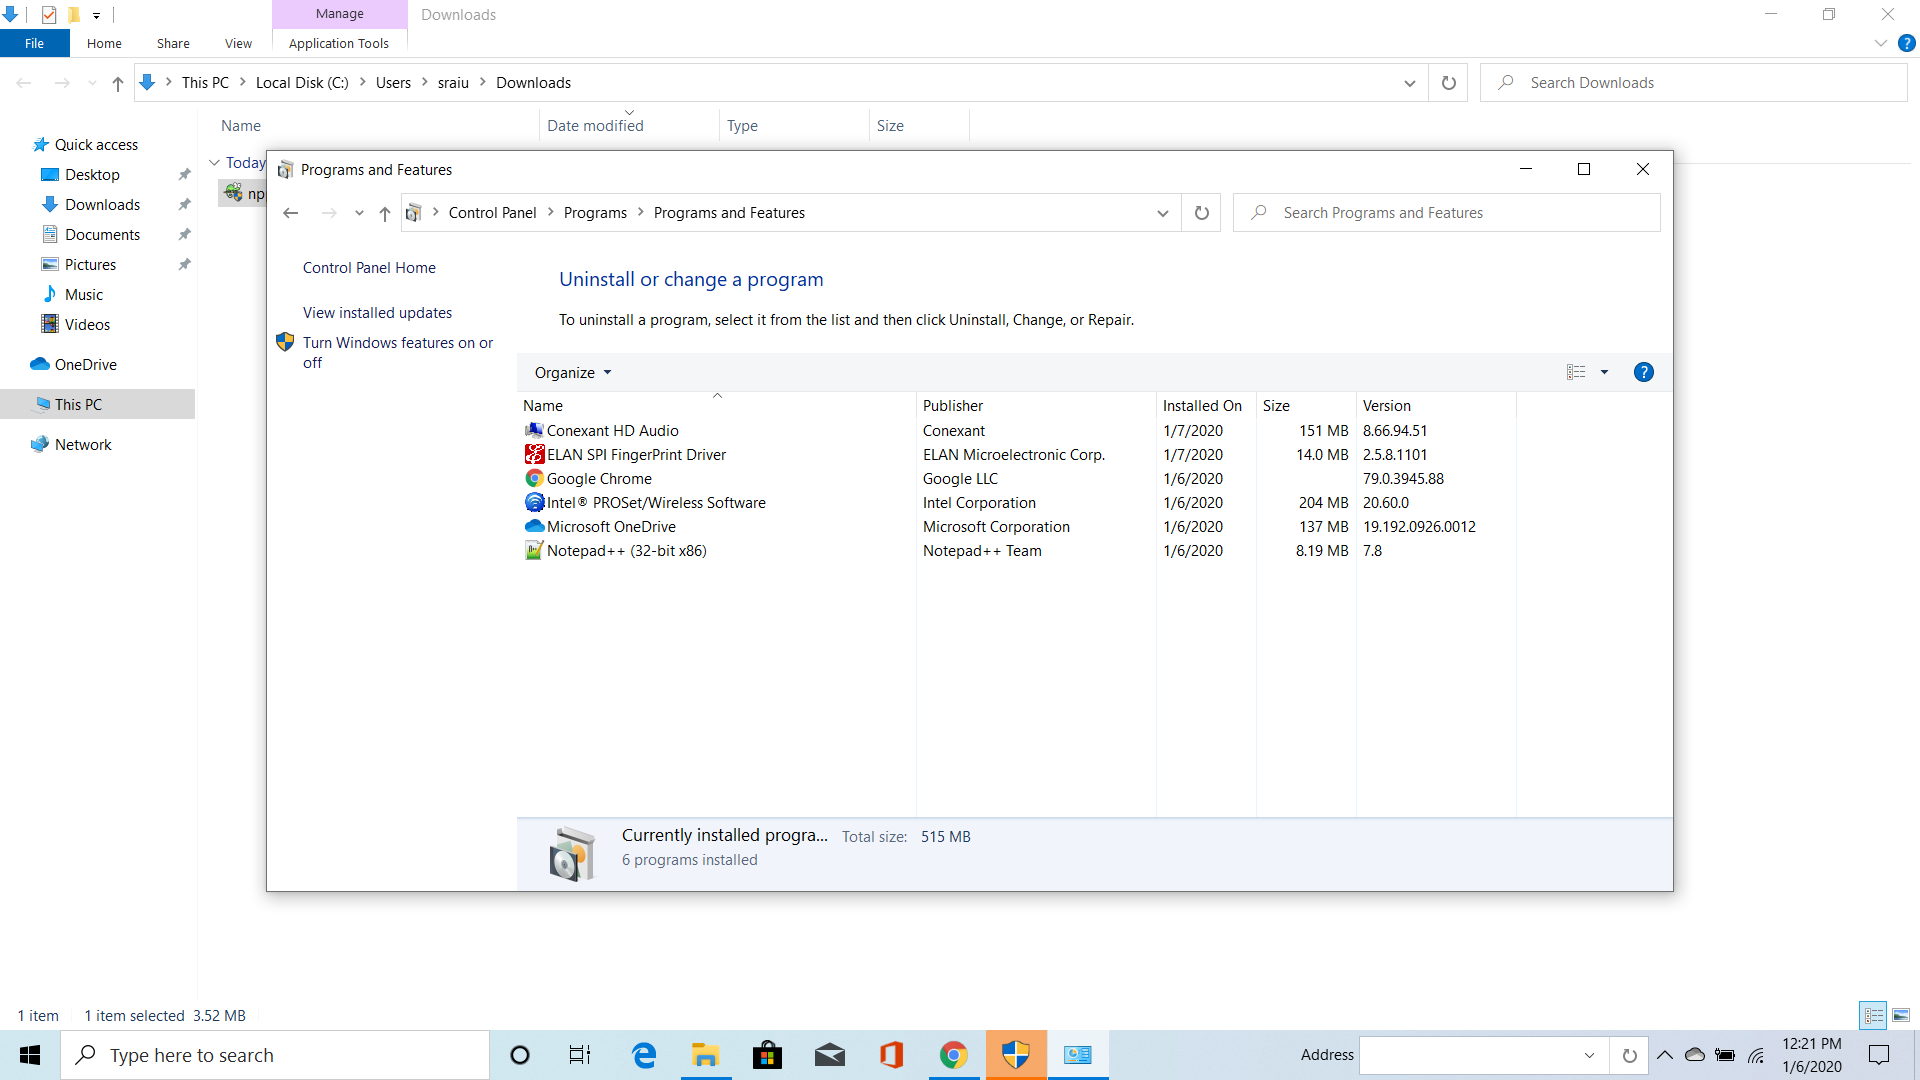 Manage
Downloads
File
Home
Share
View
Application Tools
This PC
Local Disk (C:)
Users
sraiu
Downloads
Search Downloads
Name
Date modified
Type
Size
Quick access
Desktop
Downloads
Documents
Pictures
Music
Videos
OneDrive
This PC
Network
Today
Programs and Features
Control Panel
Programs
Programs and Features
Search Programs and Features
Control Panel Home
View installed updates
Turn Windows features on or
off
Uninstall or change a program
To uninstall a program, select it from the list and then click Uninstall, Change, or Repair.
Organize
Name Publisher Installed On Size Version
Conexant HD Audio Conexant 1/7/2020 151 MB 8.66.94.51
ELAN SPI FingerPrint Driver ELAN Microelectronic Corp. 1/7/2020 14.0 MB 2.5.8.1101
Google Chrome Google LLC 1/6/2020 79.0.3945.88
Intel® PROSet/Wireless Software Intel Corporation 1/6/2020 204 MB 20.60.0
Microsoft OneDrive Microsoft Corporation 1/6/2020 137 MB 19.192.0926.0012
Notepad++ (32-bit x86) Notepad++ Team 1/6/2020 8.19 MB 7.8
Currently installed progra... Total size: 515 MB
6 programs installed
1 item 1 item selected 3.52 MB
Type here to search
Address
12:21 PM
1/6/2020